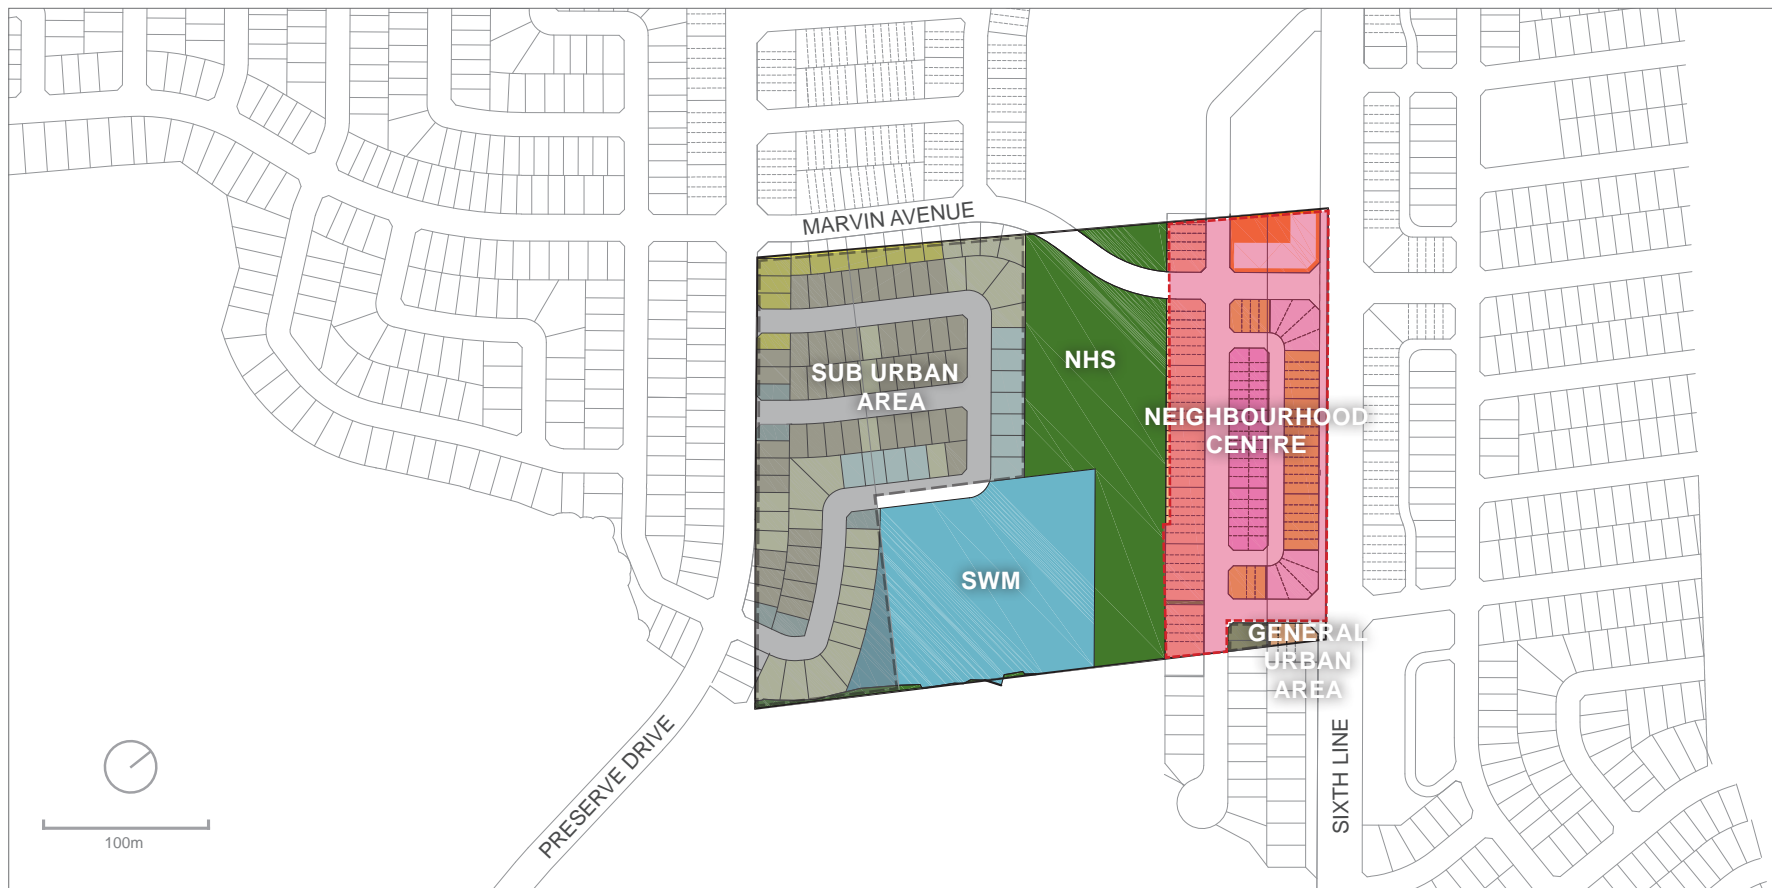 MARVIN AVENUE
SUB URBAN
AREA
NHS
NEIGHBOURHOOD
CENTRE
SWM
GENERAL
URBAN
AREA
PRESERVE DRIVE
SIXTH LINE
100m